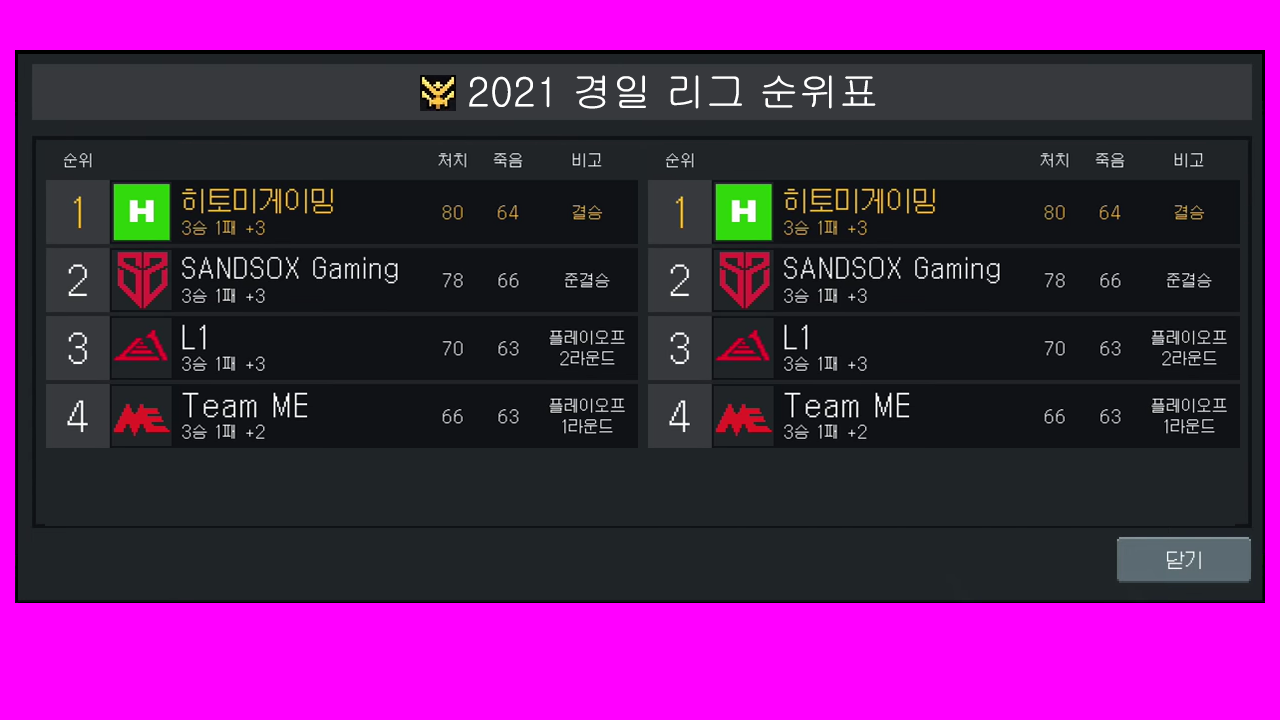 2021 경일 리그 순위표
순위 처치 죽음 비고
1 H 히토미게이밍 80 64 결승
3승 1패 +3
2 SANDSOX Gaming 78 66 준결승
3승 1패 +3
3 L1 70 63 플레이오프 2라운드
3승 1패 +3
4 ME Team ME 66 63 플레이오프 1라운드
3승 1패 +2
순위 처치 죽음 비고
1 H 히토미게이밍 80 64 결승
3승 1패 +3
2 SANDSOX Gaming 78 66 준결승
3승 1패 +3
3 L1 70 63 플레이오프 2라운드
3승 1패 +3
4 ME Team ME 66 63 플레이오프 1라운드
3승 1패 +2
닫기